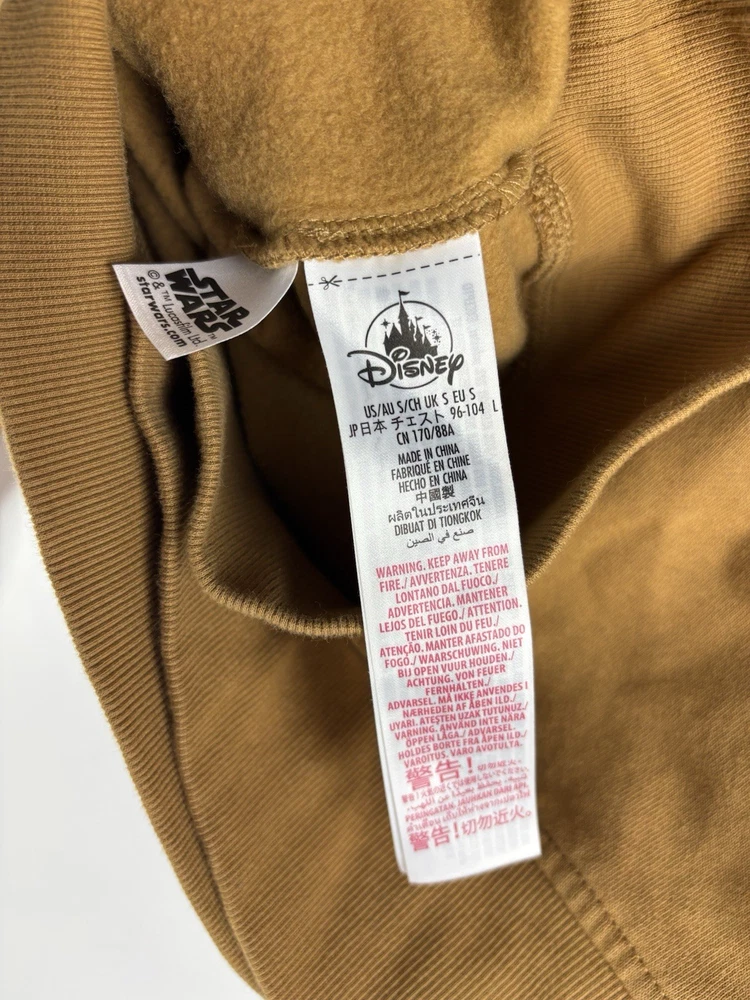 STAR
WARS™
© & ™ Lucasfilm Ltd.
starwars.com
Disney
US/AU S/CH UK S EU S
JP日本 チェスト 96-104 L
CN 170/88A
MADE IN CHINA
FABRIQUÉ EN CHINE
HECHO EN CHINA
中國製
ผลิตในประเทศจีน
DIBUAT DI TIONGKOK
صنع في الصين
WARNING. KEEP AWAY FROM
FIRE./ AVVERTENZA. TENERE
LONTANO DAL FUOCO./
ADVERTENCIA. MANTENER
LEJOS DEL FUEGO./ ATTENTION.
TENIR LOIN DU FEU./
ATENÇÃO. MANTER AFASTADO DO
FOGO./ WAARSCHUWING. NIET
BIJ OPEN VUUR HOUDEN./
ACHTUNG. VON FEUER
FERNHALTEN./
ADVARSEL. MÅ IKKE ANVENDES I
NÆRHEDEN AF ÅBEN ILD./
UYARI. ATEŞTEN UZAK TUTUNUZ./
VARNING. ANVÄND INTE NÄRA
ÖPPEN LÅGA./ ADVARSEL.
HOLDES BORTE FRA ÅPEN ILD./
VAROITUS. VARO AVOTULTA.
警告!
PERINGATAN. JAUHKAN DARI API.
警告!切勿近火。